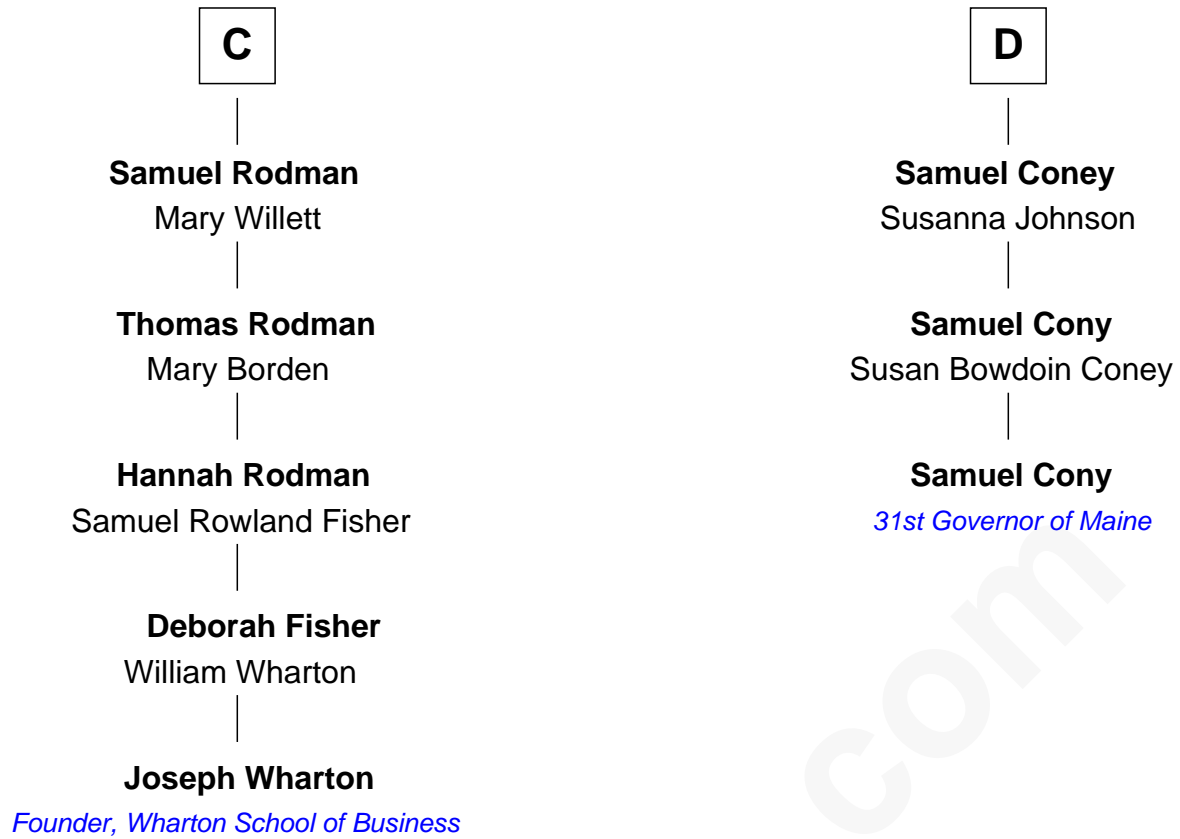 C
Samuel Rodman
Mary Willett
Thomas Rodman
Mary Borden
Hannah Rodman
Samuel Rowland Fisher
Deborah Fisher
William Wharton
Joseph Wharton
Founder, Wharton School of Business
D
Samuel Coney
Susanna Johnson
Samuel Cony
Susan Bowdoin Coney
Samuel Cony
31st Governor of Maine
com